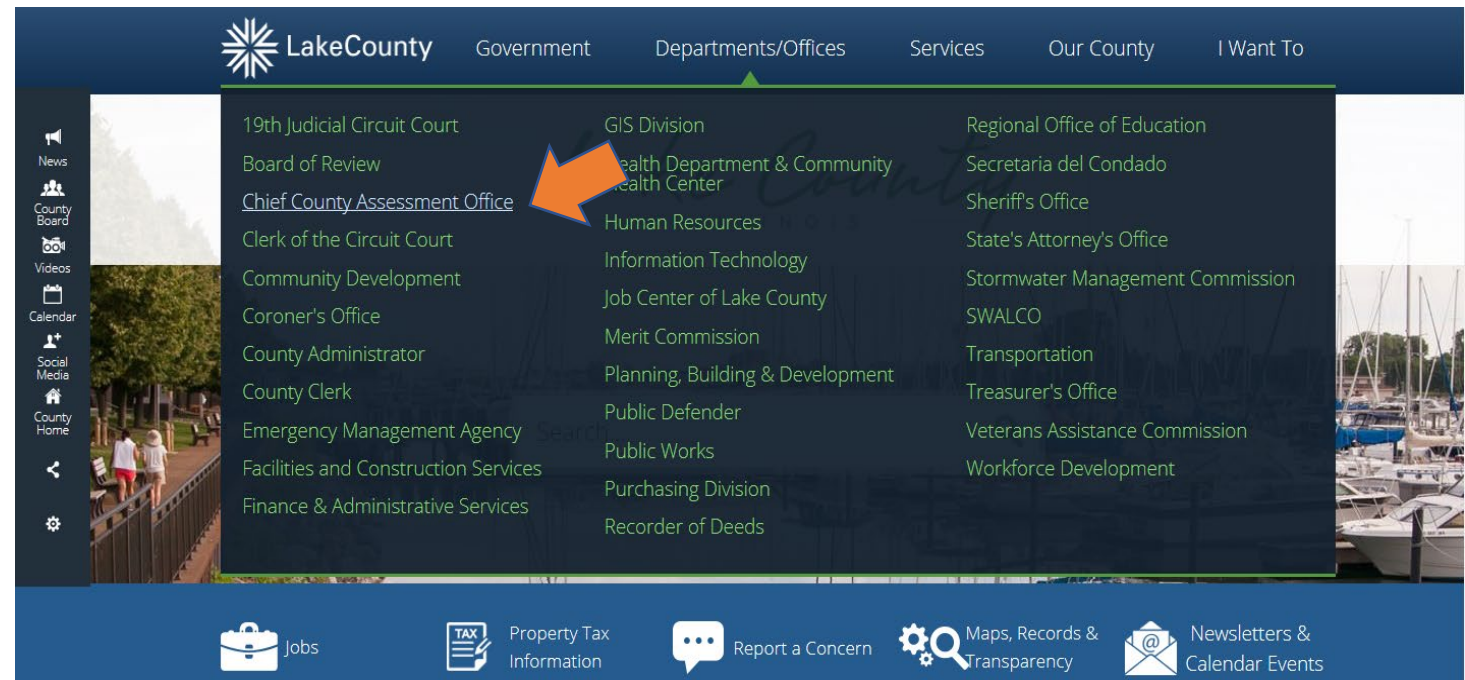 LakeCounty
Government
Departments/Offices
Services
Our County
I Want To
News
County
Board
Videos
Calendar
Social
Media
County
Home
19th Judicial Circuit Court
Board of Review
Chief County Assessment Office
Clerk of the Circuit Court
Community Development
Coroner's Office
County Administrator
County Clerk
Emergency Management Agency
Facilities and Construction Services
Finance & Administrative Services
GIS Division
Health Department & Community
Health Center
Human Resources
Information Technology
Job Center of Lake County
Merit Commission
Planning, Building & Development
Public Defender
Public Works
Purchasing Division
Recorder of Deeds
Regional Office of Education
Secretaria del Condado
Sheriff's Office
State's Attorney's Office
Stormwater Management Commission
SWALCO
Transportation
Treasurer's Office
Veterans Assistance Commission
Workforce Development
Lake County
Search
Jobs
TAX
Property Tax
Information
Report a Concern
Maps, Records &
Transparency
@
Newsletters &
Calendar Events